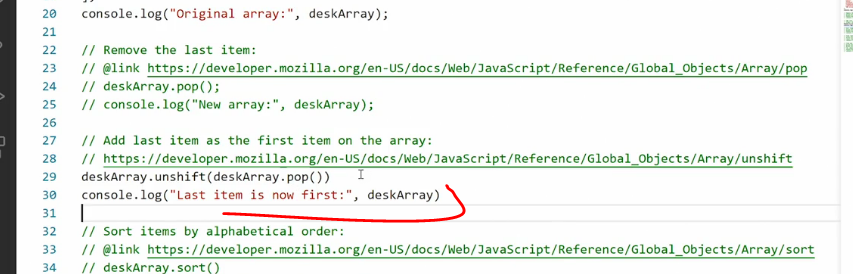 20 console.log("Original array:", deskArray);
21
22 // Remove the last item:
23 // @link https://developer.mozilla.org/en-US/docs/Web/JavaScript/Reference/Global_Objects/Array/pop
24 // deskArray.pop();
25 // console.log("New array:", deskArray);
26
27 // Add last item as the first item on the array:
28 // https://developer.mozilla.org/en-US/docs/Web/JavaScript/Reference/Global_Objects/Array/unshift
29 deskArray.unshift(deskArray.pop())
30 console.log("Last item is now first:", deskArray)
31
32 // Sort items by alphabetical order:
33 // @link https://developer.mozilla.org/en-US/docs/Web/JavaScript/Reference/Global_Objects/Array/sort
34 // deskArray.sort()